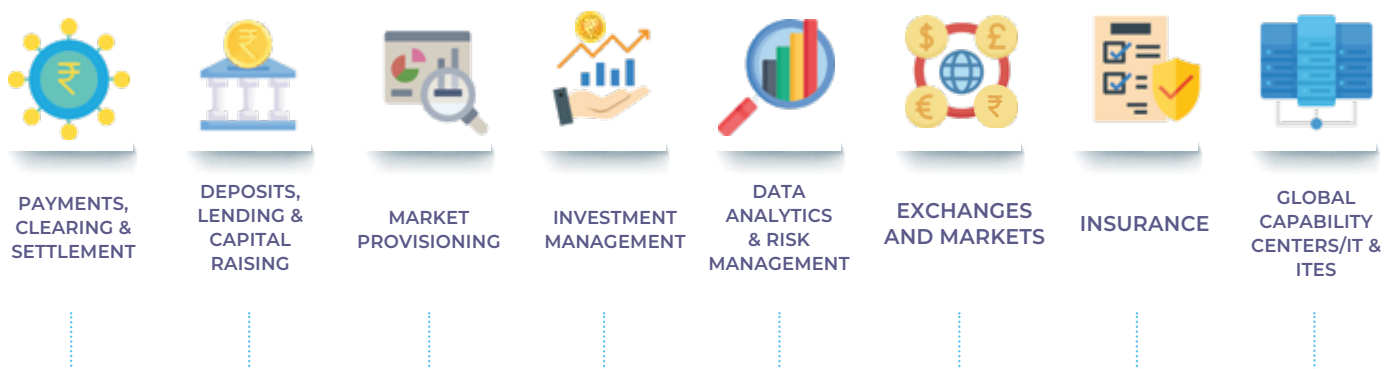 PAYMENTS,
CLEARING &
SETTLEMENT
DEPOSITS,
LENDING &
CAPITAL
RAISING
MARKET
PROVISIONING
INVESTMENT
MANAGEMENT
DATA
ANALYTICS
& RISK
MANAGEMENT
EXCHANGES
AND MARKETS
INSURANCE
GLOBAL
CAPABILITY
CENTERS/IT &
ITES